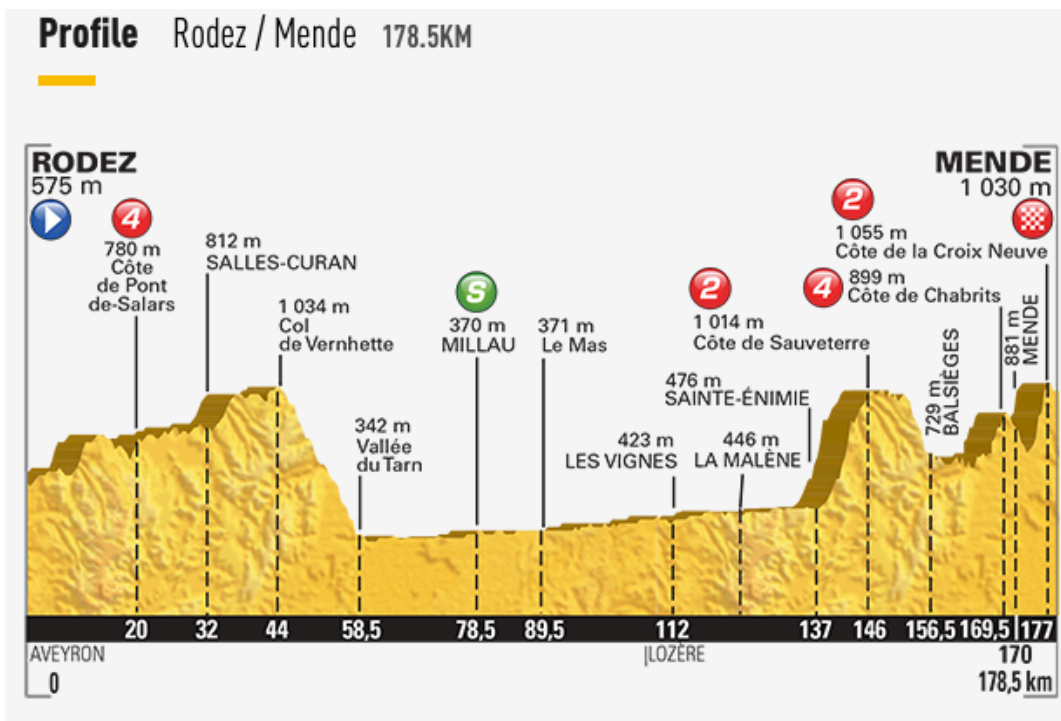 Profile Rodez / Mende 178.5KM
RODEZ
575 m
MENDE
1 030 m
4
780 m
Côte
de Pont
de-Salars
812 m
SALLES-CURAN
1 034 m
Col
de Vernhette
342 m
Vallée
du Tarn
S
370 m
MILLAU
371 m
Le Mas
423 m
LES VIGNES
446 m
LA MALÈNE
476 m
SAINTE-ÉNIMIE
2
1 014 m
Côte de Sauveterre
729 m
BALSIÈGES
4
899 m
Côte de Chabrits
881 m
MENDE
2
1 055 m
Côte de la Croix Neuve
20 32 44 58,5 78,5 89,5 112 137 146 156,5 169,5 177
AVEYRON LOZÈRE 170
0 178,5 km